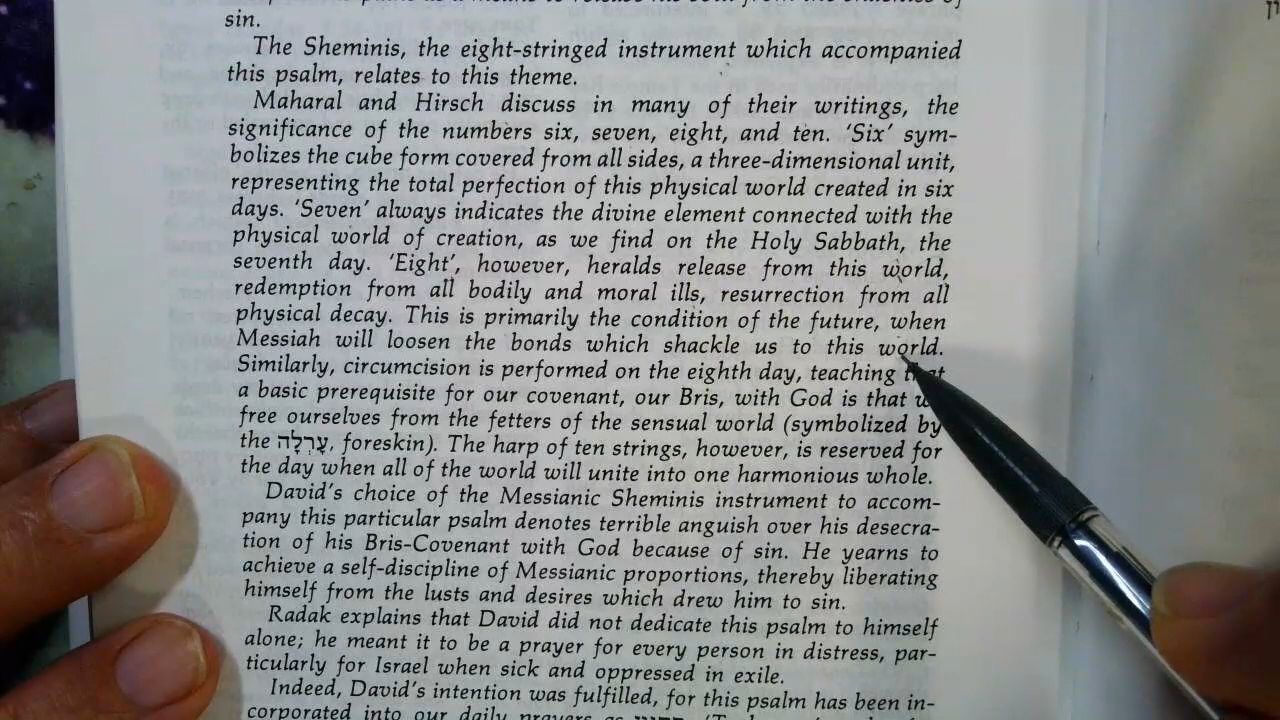 sin.
The Sheminis, the eight-stringed instrument which accompanied
this psalm, relates to this theme.
Maharal and Hirsch discuss in many of their writings, the
significance of the numbers six, seven, eight, and ten. ‘Six’ sym-
bolizes the cube form covered from all sides, a three-dimensional unit,
representing the total perfection of this physical world created in six
days. ‘Seven’ always indicates the divine element connected with the
physical world of creation, as we find on the Holy Sabbath, the
seventh day. ‘Eight’, however, heralds release from this world,
redemption from all bodily and moral ills, resurrection from all
physical decay. This is primarily the condition of the future, when
Messiah will loosen the bonds which shackle us to this world.
Similarly, circumcision is performed on the eighth day, teaching that
a basic prerequisite for our covenant, our Bris, with God is that
free ourselves from the fetters of the sensual world (symbolized by
the עָרְלָה, foreskin). The harp of ten strings, however, is reserved for
the day when all of the world will unite into one harmonious whole.
David's choice of the Messianic Sheminis instrument to accom-
pany this particular psalm denotes terrible anguish over his desecra-
tion of his Bris-Covenant with God because of sin. He yearns to
achieve a self-discipline of Messianic proportions, thereby liberating
himself from the lusts and desires which drew him to sin.
Radak explains that David did not dedicate this psalm to himself
alone; he meant it to be a prayer for every person in distress, par-
ticularly for Israel when sick and oppressed in exile.
Indeed, David's intention was fulfilled, for this psalm has been in-
corporated into our daily prayers as